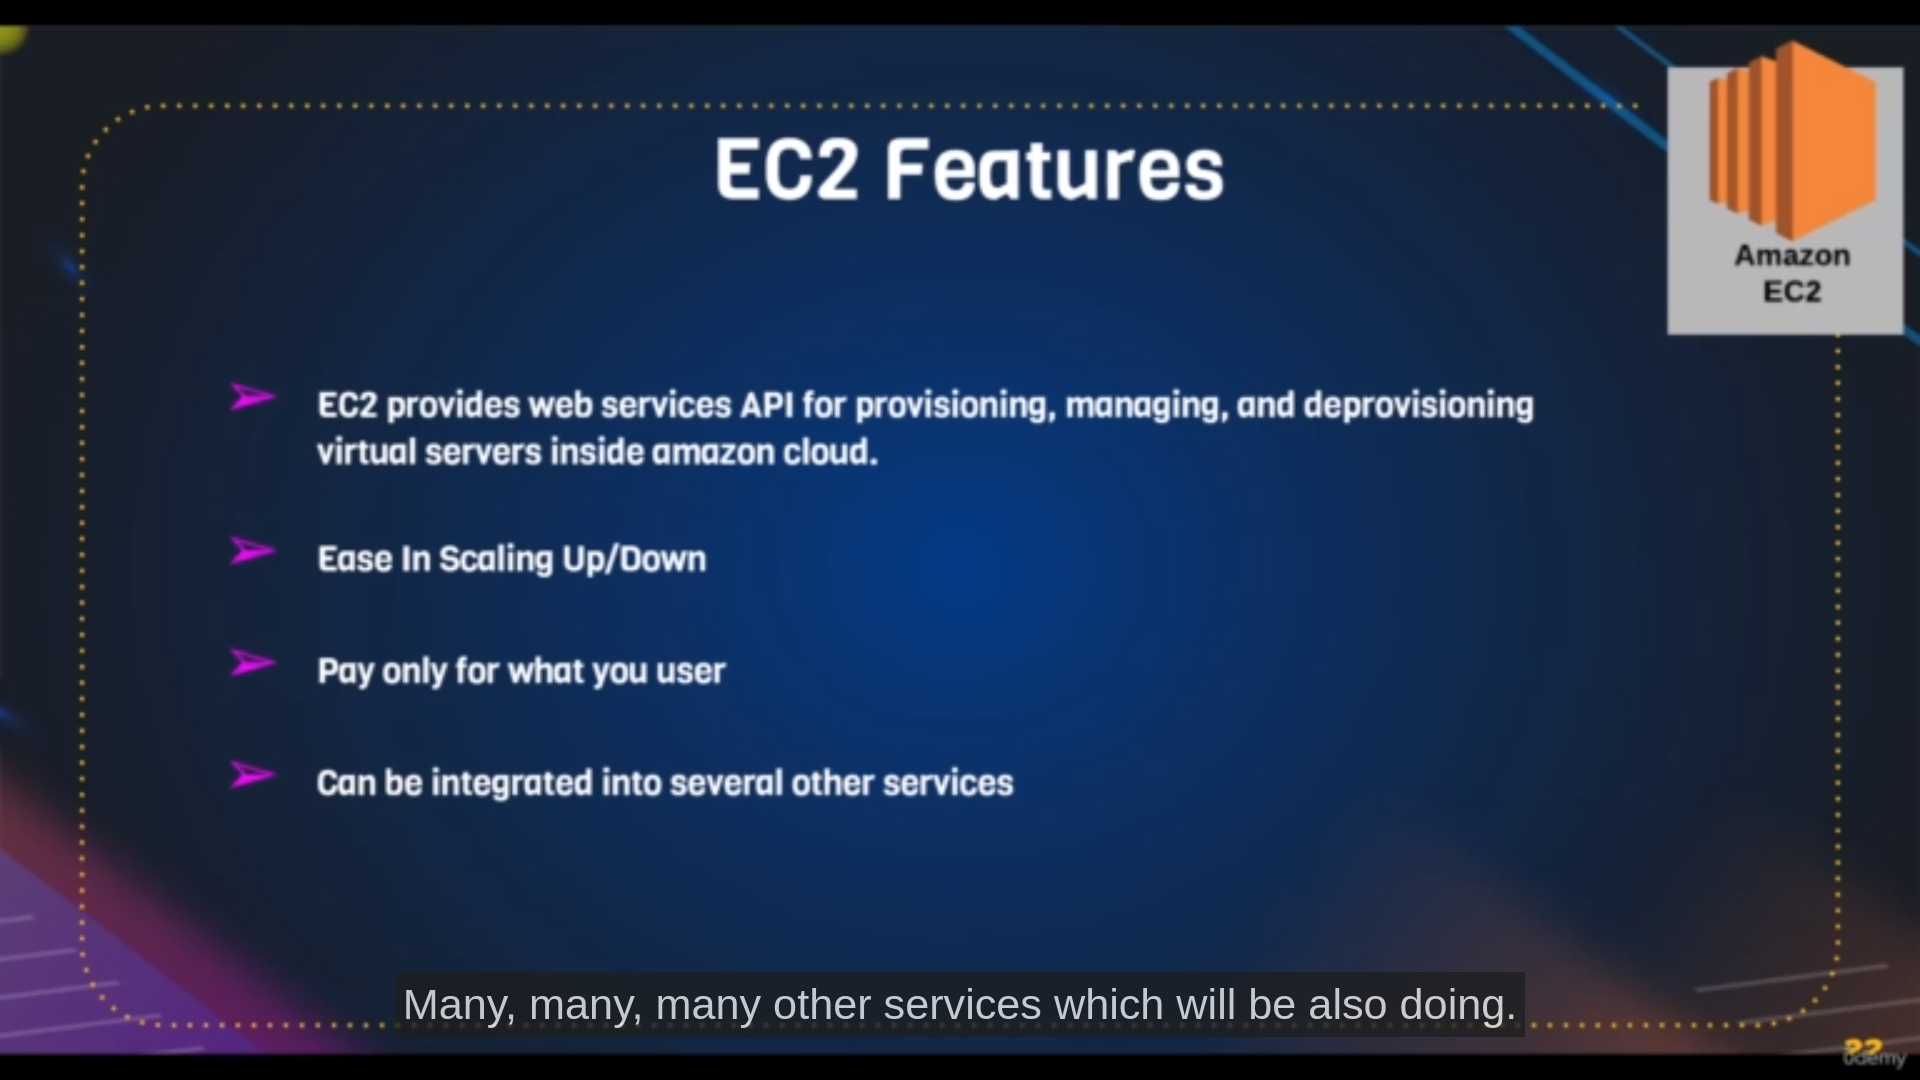 EC2 Features
Amazon
EC2
➢ EC2 provides web services API for provisioning, managing, and deprovisioning
virtual servers inside amazon cloud.
➢ Ease In Scaling Up/Down
➢ Pay only for what you user
➢ Can be integrated into several other services
Many, many, many other services which will be also doing.
22
ûdemy